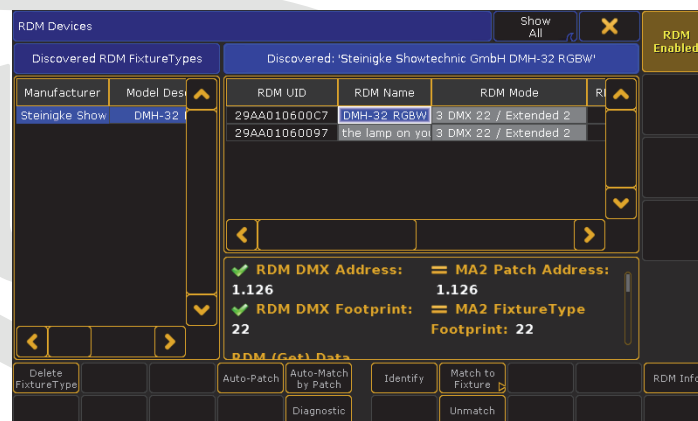 RDM Devices
Show All
RDM Enabled
Discovered RDM FixtureTypes
Discovered: 'Steinigke Showtechnic GmbH DMH-32 RGBW'
Manufacturer Model Des
RDM UID RDM Name RDM Mode
Steinigke Show DMH-32
29AA010600C7 DMH-32 RGBW 3 DMX 22 / Extended 2
29AA01060097 the lamp on you 3 DMX 22 / Extended 2
RDM DMX Address: = MA2 Patch Address:
1.126 1.126
RDM DMX Footprint: = MA2 FixtureType
22 Footprint: 22
RDM (Get) Data
Delete FixtureType
Auto-Patch
Auto-Match by Patch
Identify
Match to Fixture
RDM Info
Diagnostic
Unmatch